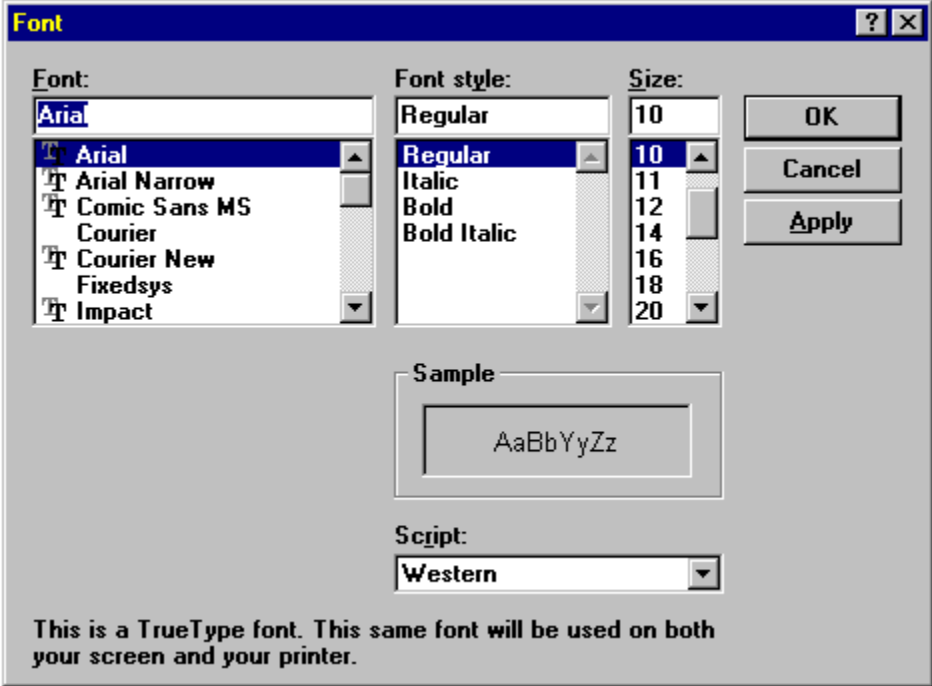 Font
Font:
Arial
Arial
Arial Narrow
Comic Sans MS
Courier
Courier New
Fixedsys
Impact
Font style:
Regular
Regular
Italic
Bold
Bold Italic
Size:
10
10
11
12
14
16
18
20
OK
Cancel
Apply
Sample
AaBbYyZz
Script:
Western
This is a TrueType font. This same font will be used on both
your screen and your printer.